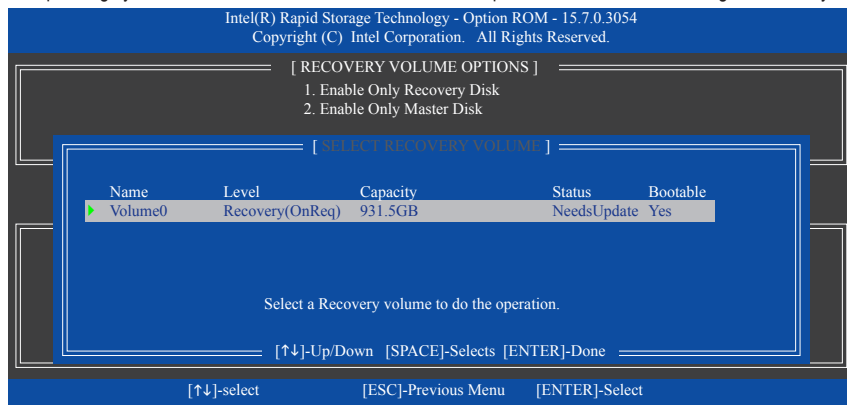 Intel(R) Rapid Storage Technology - Option ROM - 15.7.0.3054
Copyright (C) Intel Corporation. All Rights Reserved.
[ RECOVERY VOLUME OPTIONS ]
1. Enable Only Recovery Disk
2. Enable Only Master Disk
[ SELECT RECOVERY VOLUME ]
Name Level Capacity Status Bootable
Volume0 Recovery(OnReq) 931.5GB NeedsUpdate Yes
Select a Recovery volume to do the operation.
[↑↓]-Up/Down [SPACE]-Selects [ENTER]-Done
[↑↓]-select [ESC]-Previous Menu [ENTER]-Select